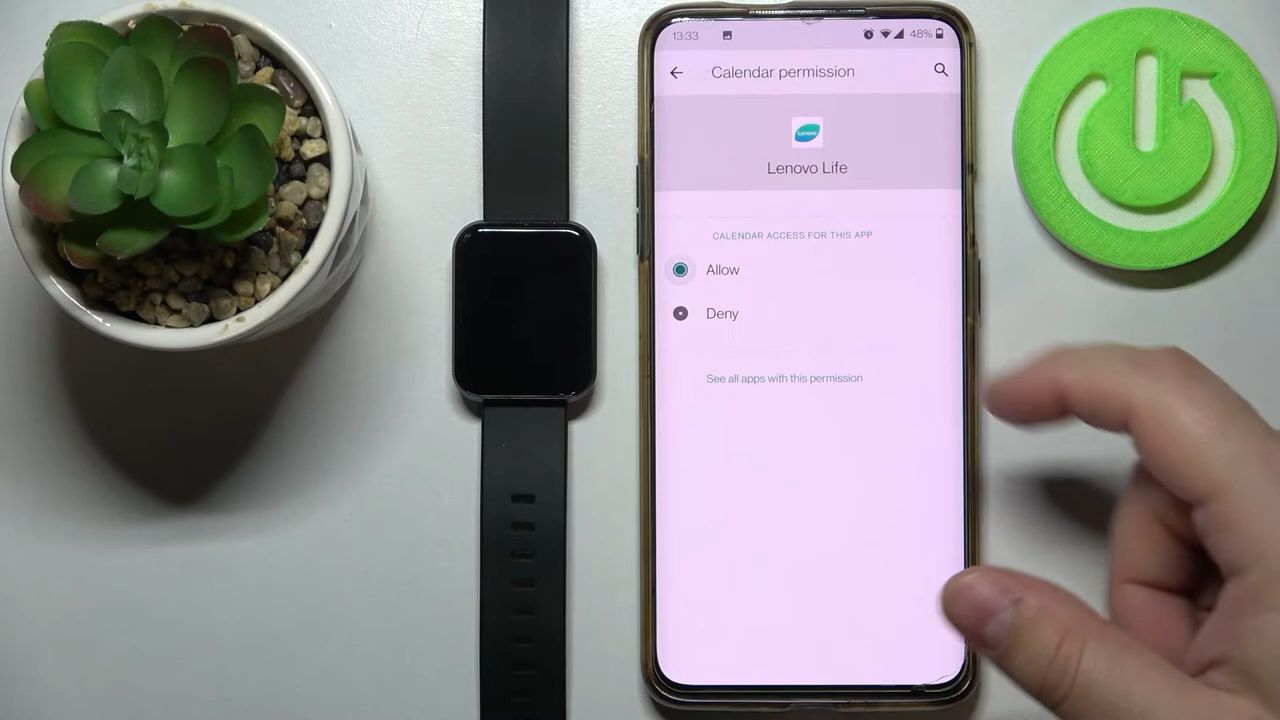 13:33
48%
Calendar permission
Lenovo
Lenovo Life
CALENDAR ACCESS FOR THIS APP
Allow
Deny
See all apps with this permission